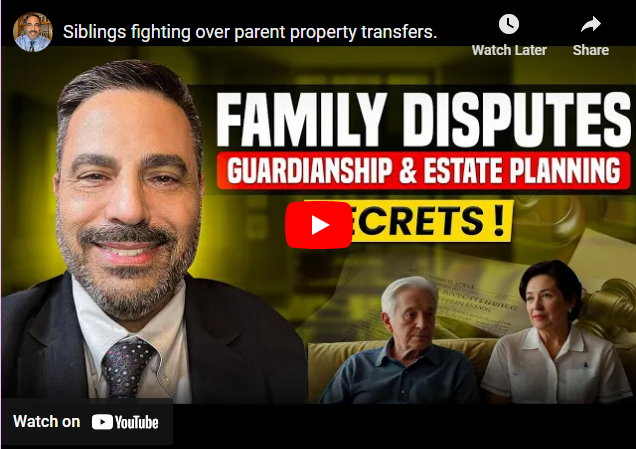 Siblings fighting over parent property transfers.
Watch Later
Share
FAMILY DISPUTES
GUARDIANSHIP & ESTATE PLANNING
ECRETS !
Watch on YouTube